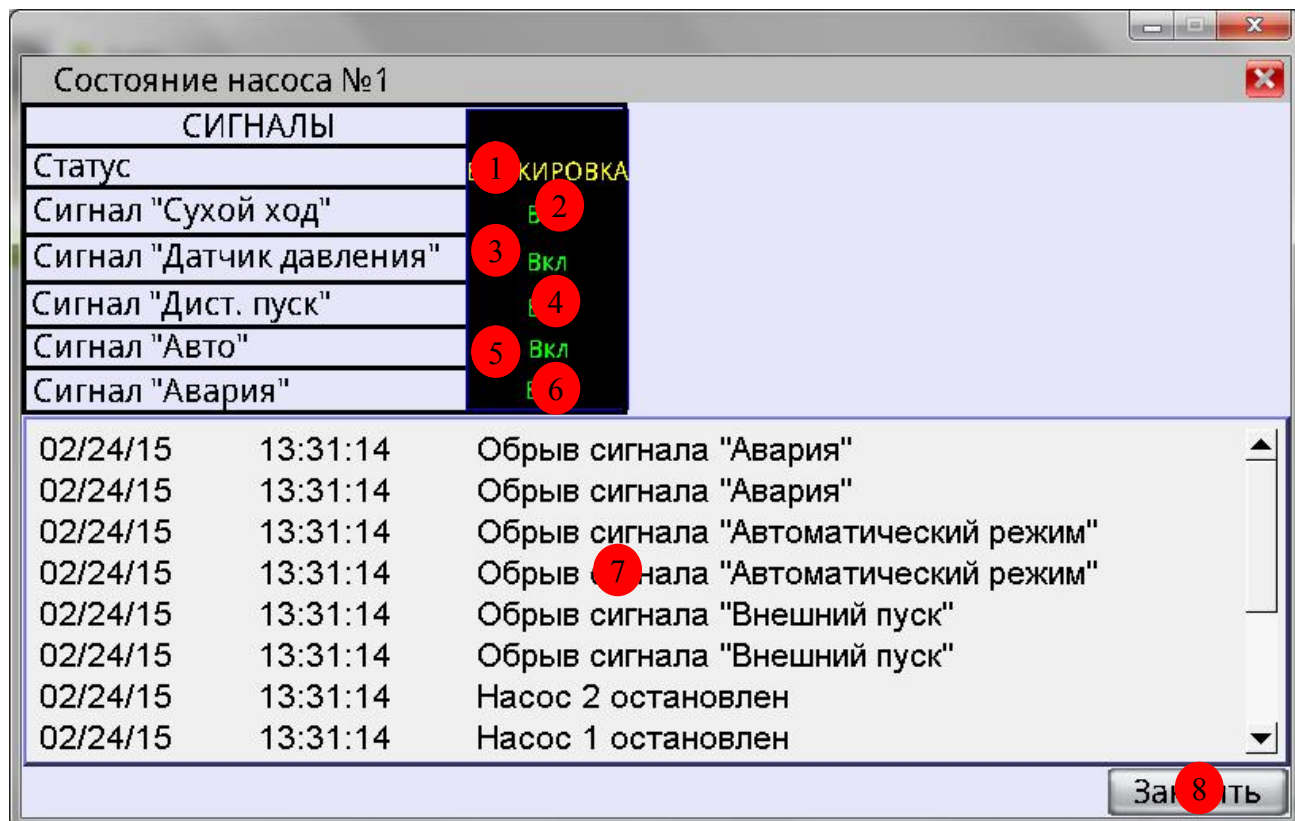 Состояние насоса №1
СИГНАЛЫ
Статус 1 КИРОВКА
Сигнал "Сухой ход" 2
Сигнал "Датчик давления" 3 Вкл
Сигнал "Дист. пуск" 4
Сигнал "Авто" 5 Вкл
Сигнал "Авария" 6
02/24/15 13:31:14 Обрыв сигнала "Авария"
02/24/15 13:31:14 Обрыв сигнала "Авария"
02/24/15 13:31:14 Обрыв сигнала "Автоматический режим"
02/24/15 13:31:14 Обрыв 7 сигнала "Автоматический режим"
02/24/15 13:31:14 Обрыв сигнала "Внешний пуск"
02/24/15 13:31:14 Обрыв сигнала "Внешний пуск"
02/24/15 13:31:14 Насос 2 остановлен
02/24/15 13:31:14 Насос 1 остановлен
8